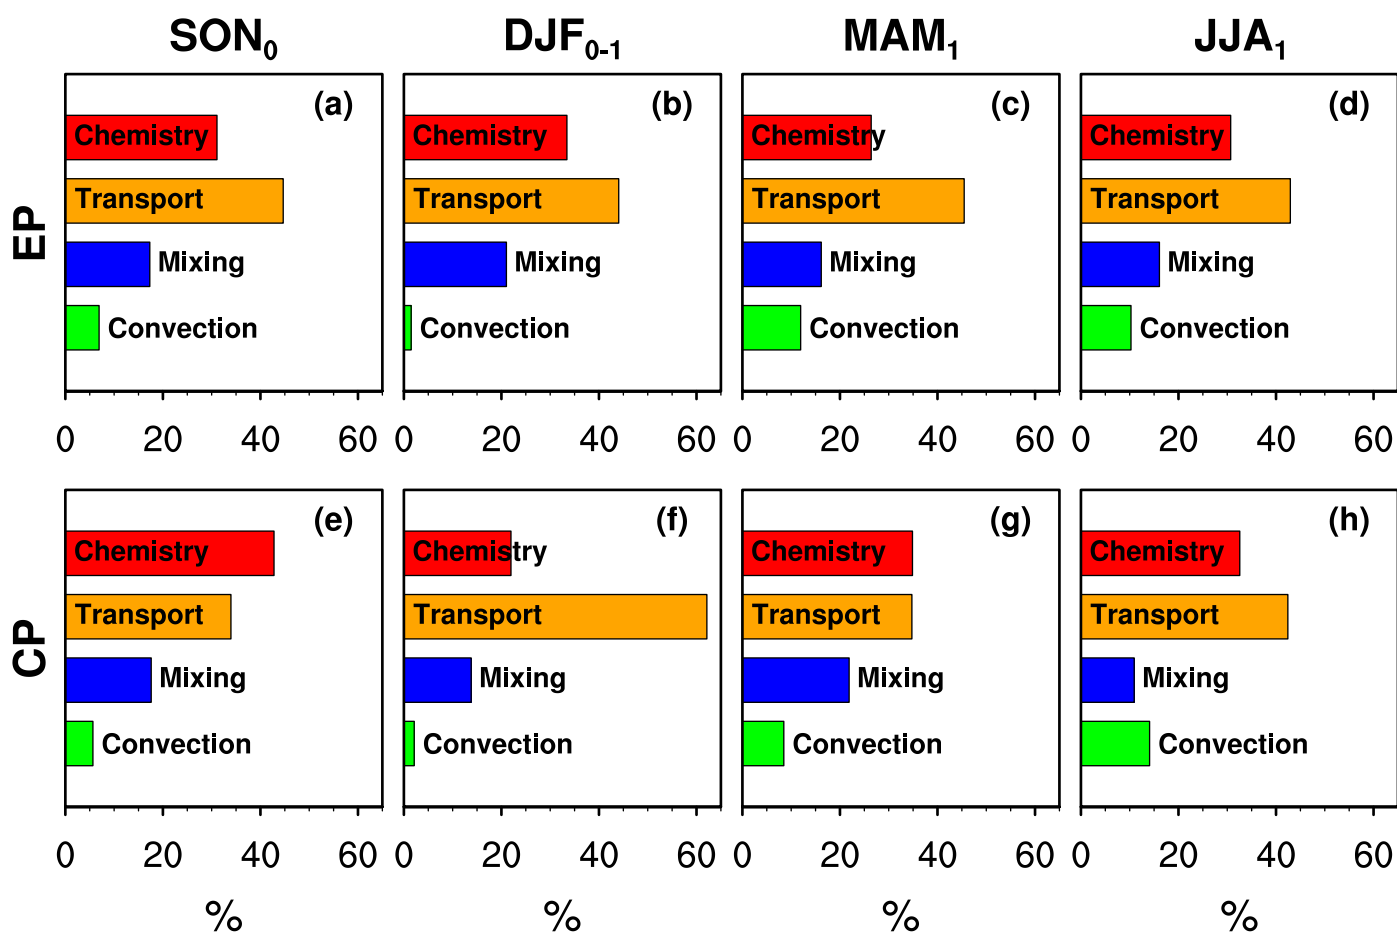 SON0 DJF0-1 MAM1 JJA1
EP
(a) (b) (c) (d)
Chemistry Chemistry Chemistry Chemistry
Transport Transport Transport Transport
Mixing Mixing Mixing Mixing
Convection Convection Convection Convection
0 20 40 60 0 20 40 60 0 20 40 60 0 20 40 60
CP
(e) (f) (g) (h)
Chemistry Chemistry Chemistry Chemistry
Transport Transport Transport Transport
Mixing Mixing Mixing Mixing
Convection Convection Convection Convection
0 20 40 60 0 20 40 60 0 20 40 60 0 20 40 60
% % % %